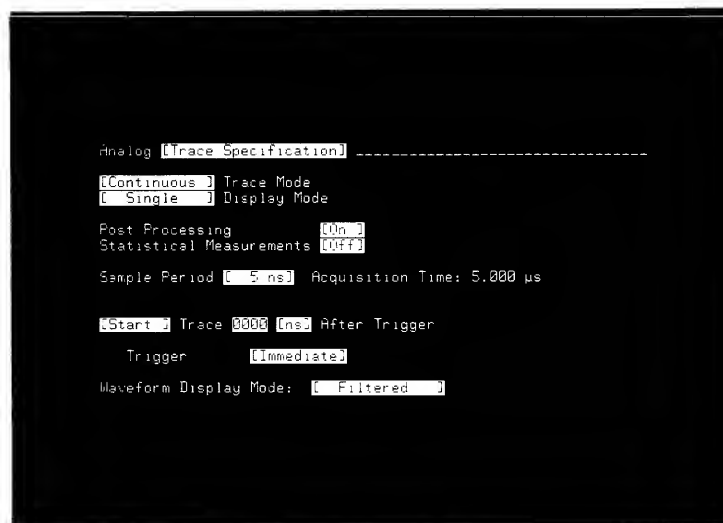 Analog [Trace Specification]
[Continuous ] Trace Mode
[ Single ] Display Mode
Post Processing [On ]
Statistical Measurements [Off]
Sample Period [ 5 ns] Acquisition Time: 5.000 µs
[Start ] Trace 0000 [ns] After Trigger
Trigger [Immediate]
Waveform Display Mode: [ Filtered ]